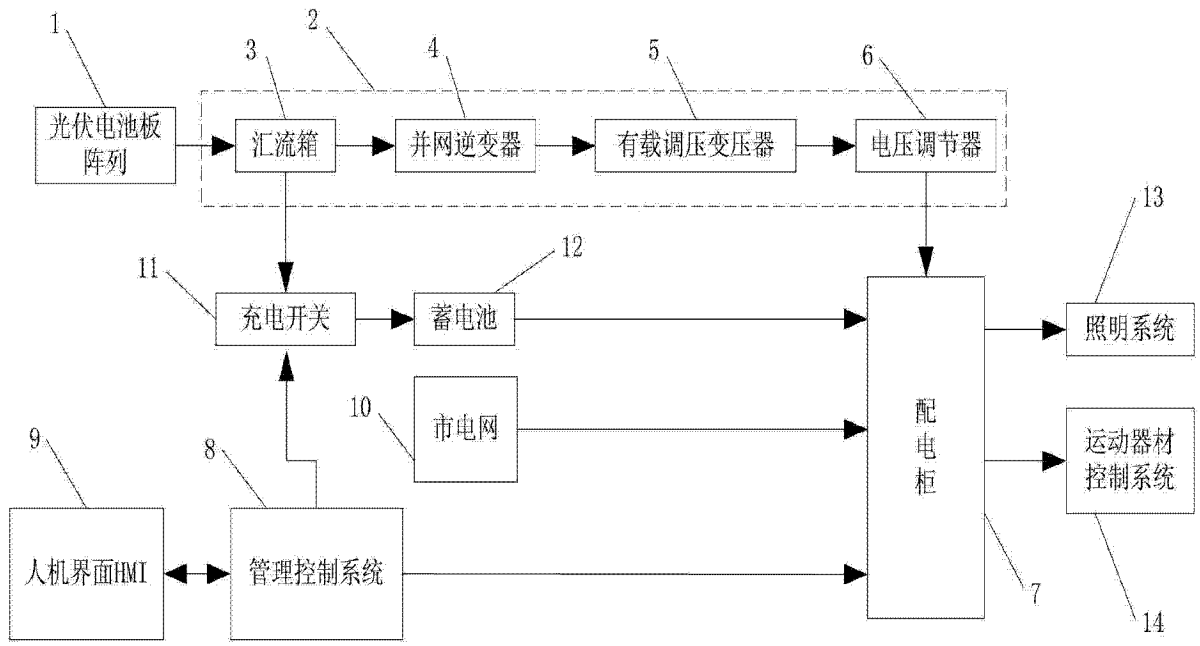 1
2
3
4
5
6
光伏电池板
阵列
汇流箱
并网逆变器
有载调压变压器
电压调节器
11
12
13
充电开关
蓄电池
照明系统
10
市电网
配
电
柜
运动器材
控制系统
9
8
人机界面HMI
管理控制系统
7
14